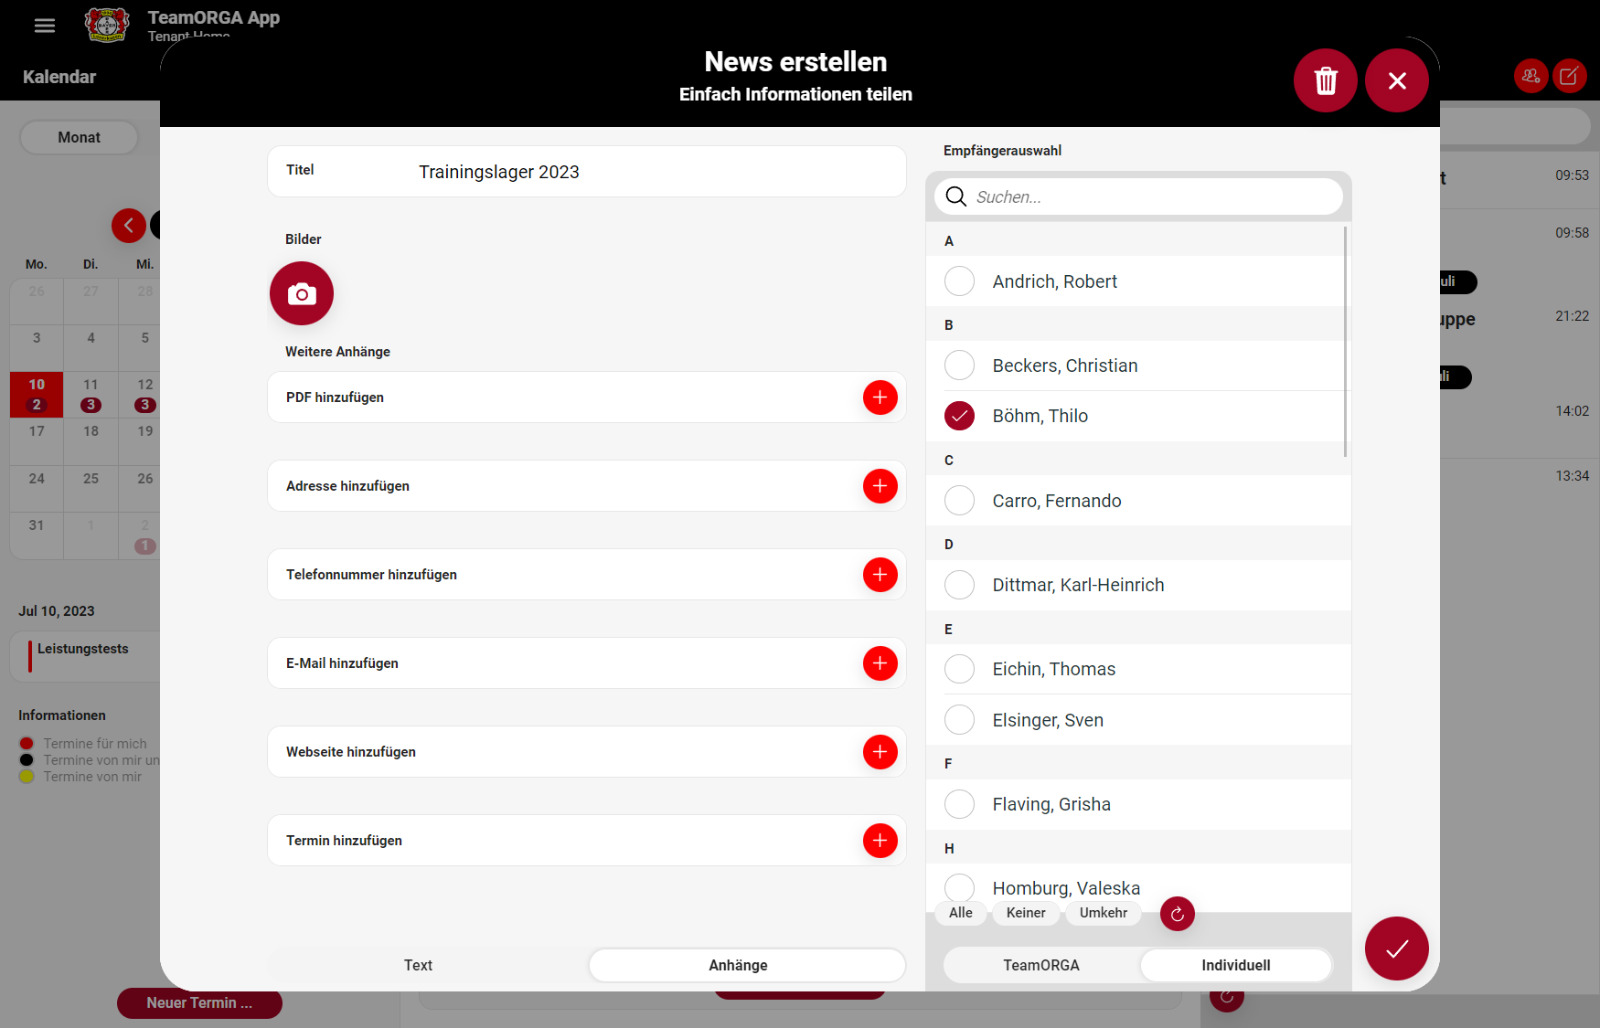 TeamORGA App
Tenant Home
Kalendar
News erstellen
Einfach Informationen teilen
Monat
Mo. Di. Mi.
26 27 28
3 4 5
10 11 12
2 3 3
17 18 19
24 25 26
31 1 2
1
Jul 10, 2023
Leistungstests
Informationen
Termine für mich
Termine von mir un
Termine von mir
Neuer Termin ...
Titel Trainingslager 2023
Bilder
Weitere Anhänge
PDF hinzufügen
Adresse hinzufügen
Telefonnummer hinzufügen
E-Mail hinzufügen
Webseite hinzufügen
Termin hinzufügen
Text Anhänge
Empfängerauswahl
Suchen...
A
Andrich, Robert
B
Beckers, Christian
Böhm, Thilo
C
Carro, Fernando
D
Dittmar, Karl-Heinrich
E
Eichin, Thomas
Elsinger, Sven
F
Flaving, Grisha
H
Homburg, Valeska
Alle Keiner Umkehr
TeamORGA Individuell
t 09:53
09:58
uli
uppe 21:22
li
14:02
13:34